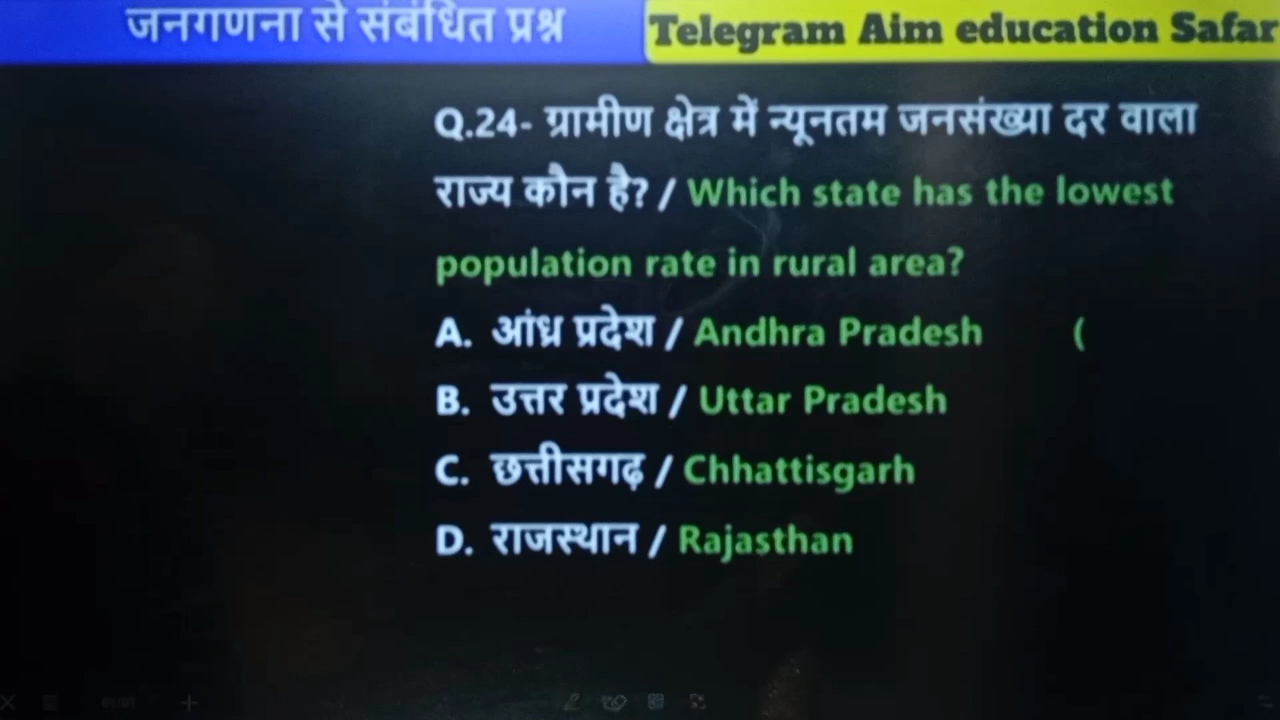 जनगणना से संबंधित प्रश्न
Telegram Aim education Safar
Q.24- ग्रामीण क्षेत्र में न्यूनतम जनसंख्या दर वाला
राज्य कौन है? / Which state has the lowest
population rate in rural area?
A. आंध्र प्रदेश / Andhra Pradesh (
B. उत्तर प्रदेश / Uttar Pradesh
C. छत्तीसगढ़ / Chhattisgarh
D. राजस्थान / Rajasthan